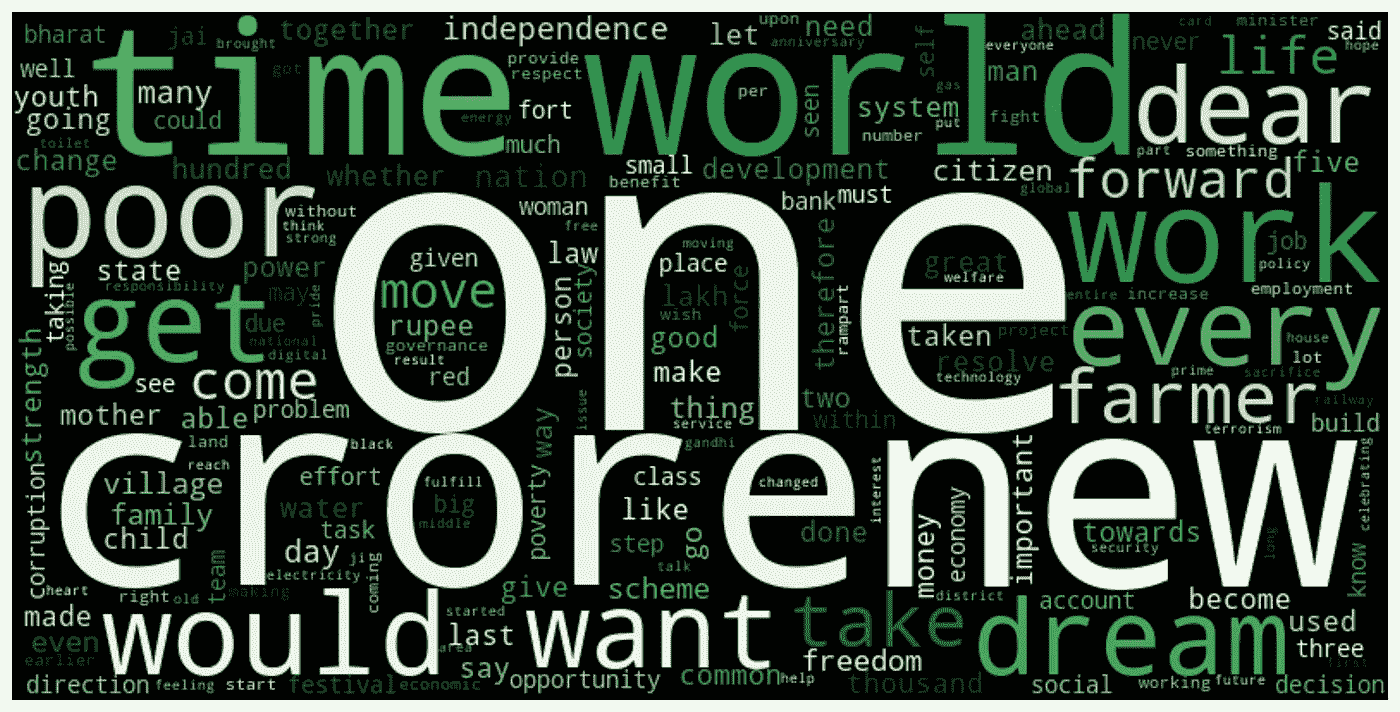 bharat
jai
brought
together
independence
let
upon
need
anniversary
self
everyone
ahead
card
never
minister
said
hope
life
well
got
time
provide
respect
world
per
seen
system
gas
put
man
fight
number
dear
youth
many
going
could
toilet
change
energy
fort
much
part
something
five
hundred
whether
nation
small
benefit
development
citizen
global
forward
poor
without
think
strong
woman
free
bank
must
one
work
job
policy
employment
taking
possible
state
responsibility
power
may
pride
given
move
rupee
governance
result
red
law
person
society
moving
place
lakh
wish
force
good
make
therefore
rampart
great
welfare
taken
project
resolve
technology
entire
increase
get
due
national
digital
every
house
lot
prime
sacrifice
strength
see
come
mother
able
problem
poverty
way
issue
thing
service
gandhi
two
within
farmer
railway
terrorism
build
corruption
land
reach
black
village
family
child
crore
effort
water
task
day
ji
electricity
coming
fulfill
big
middle
class
like
step
go
talk
changed
done
interest
new
money
economy
important
towards
security
long
celebrating
know
heart
right
old
team
making
give
scheme
district
account
become
made
even
earlier
would
started
last
area
say
want
take
freedom
dream
used
three
first
direction
feeling
start
festival
economic
opportunity
common
help
thousand
social
working
future
decision